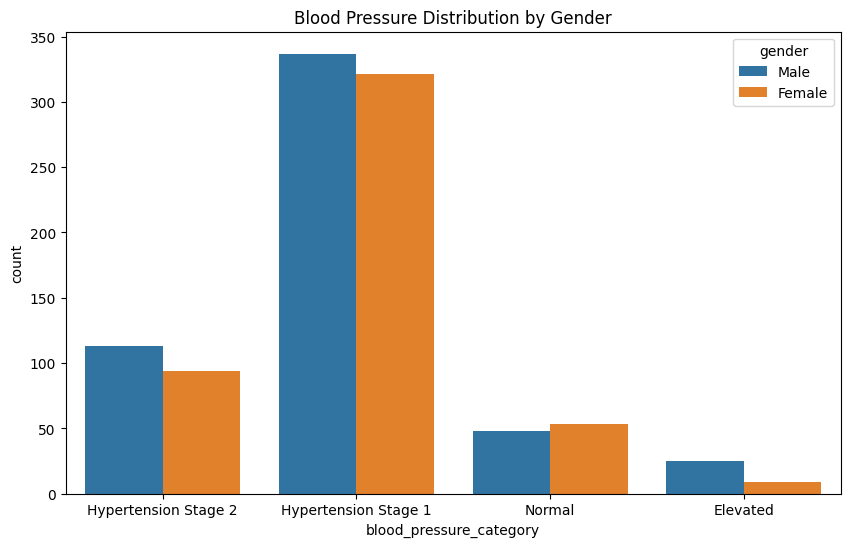 Blood Pressure Distribution by Gender
350
300
250
200
150
100
50
0
count
gender
Male
Female
Hypertension Stage 2
Hypertension Stage 1
Normal
Elevated
blood_pressure_category